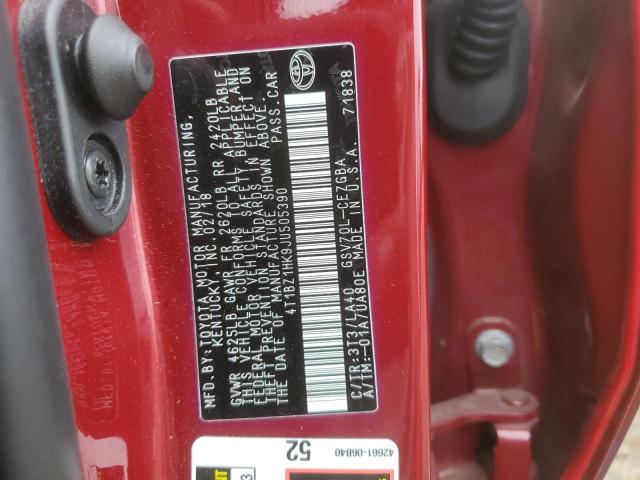 MFD.BY:TOYOTA MOTOR MANUFACTURING,
KENTUCKY, INC. 02/18
GVWR 4625LB GAWR FR 2620LB RR 2420LB
THIS VEHICLE CONFORMS TO ALL APPLICABLE
FEDERAL MOTOR VEHICLE SAFETY, BUMPER, AND
THEFT PREVENTION STANDARDS IN EFFECT ON
THE DATE OF MANUFACTURE SHOWN ABOVE.
4T1BZ1HK9JU505390 PASS.CAR
C/TR:3T3/LA40 GSV70L-CEZGBA
A/TM:-01A/UA80E MADE IN U.S.A. 71838
52
42661-06B40